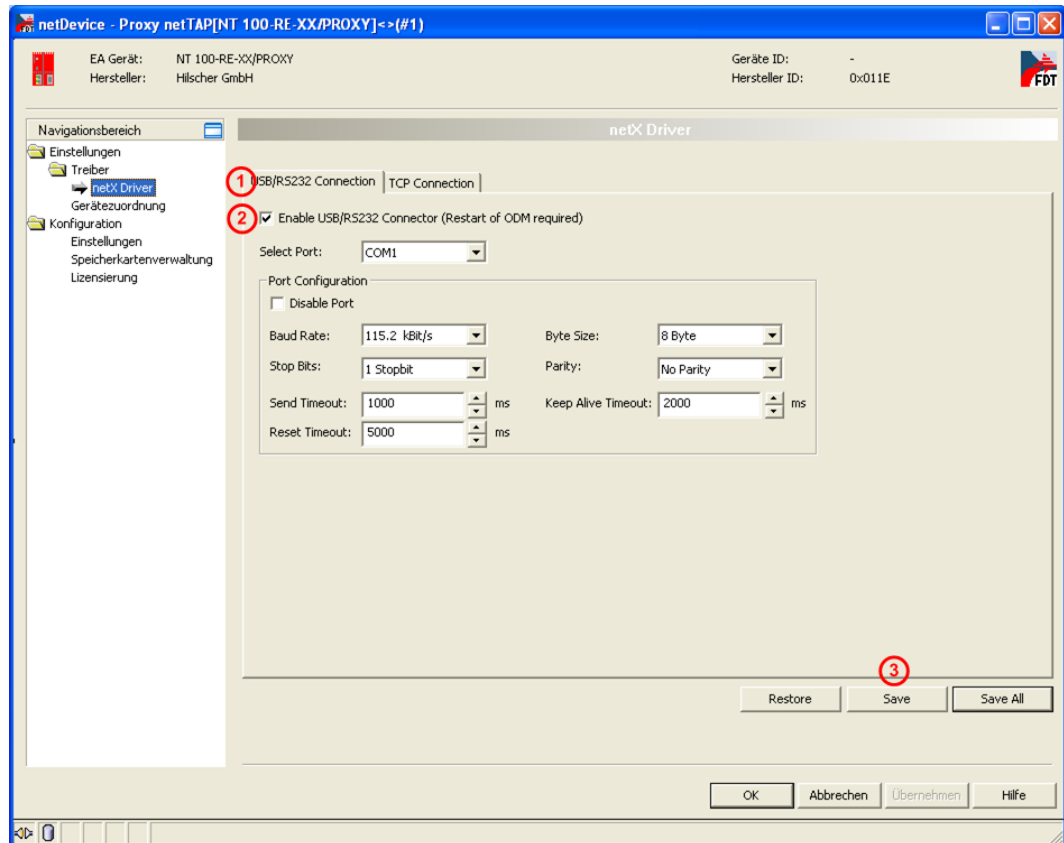 netDevice - Proxy netTAP[NT 100-RE-XX/PROXY]<>(#1)
EA Gerät: NT 100-RE-XX/PROXY Geräte ID: -
Hersteller: Hilscher GmbH Hersteller ID: 0x011E
FDT
Navigationsbereich
netX Driver
Einstellungen
Treiber
netX Driver
Gerätezuordnung
Konfiguration
Einstellungen
Speicherkartenverwaltung
Lizensierung
1 USB/RS232 Connection TCP Connection
2 Enable USB/RS232 Connector (Restart of ODM required)
Select Port: COM1
Port Configuration
Disable Port
Baud Rate: 115.2 kBit/s Byte Size: 8 Byte
Stop Bits: 1 Stopbit Parity: No Parity
Send Timeout: 1000 ms Keep Alive Timeout: 2000 ms
Reset Timeout: 5000 ms
3
Restore Save Save All
OK Abbrechen Übernehmen Hilfe